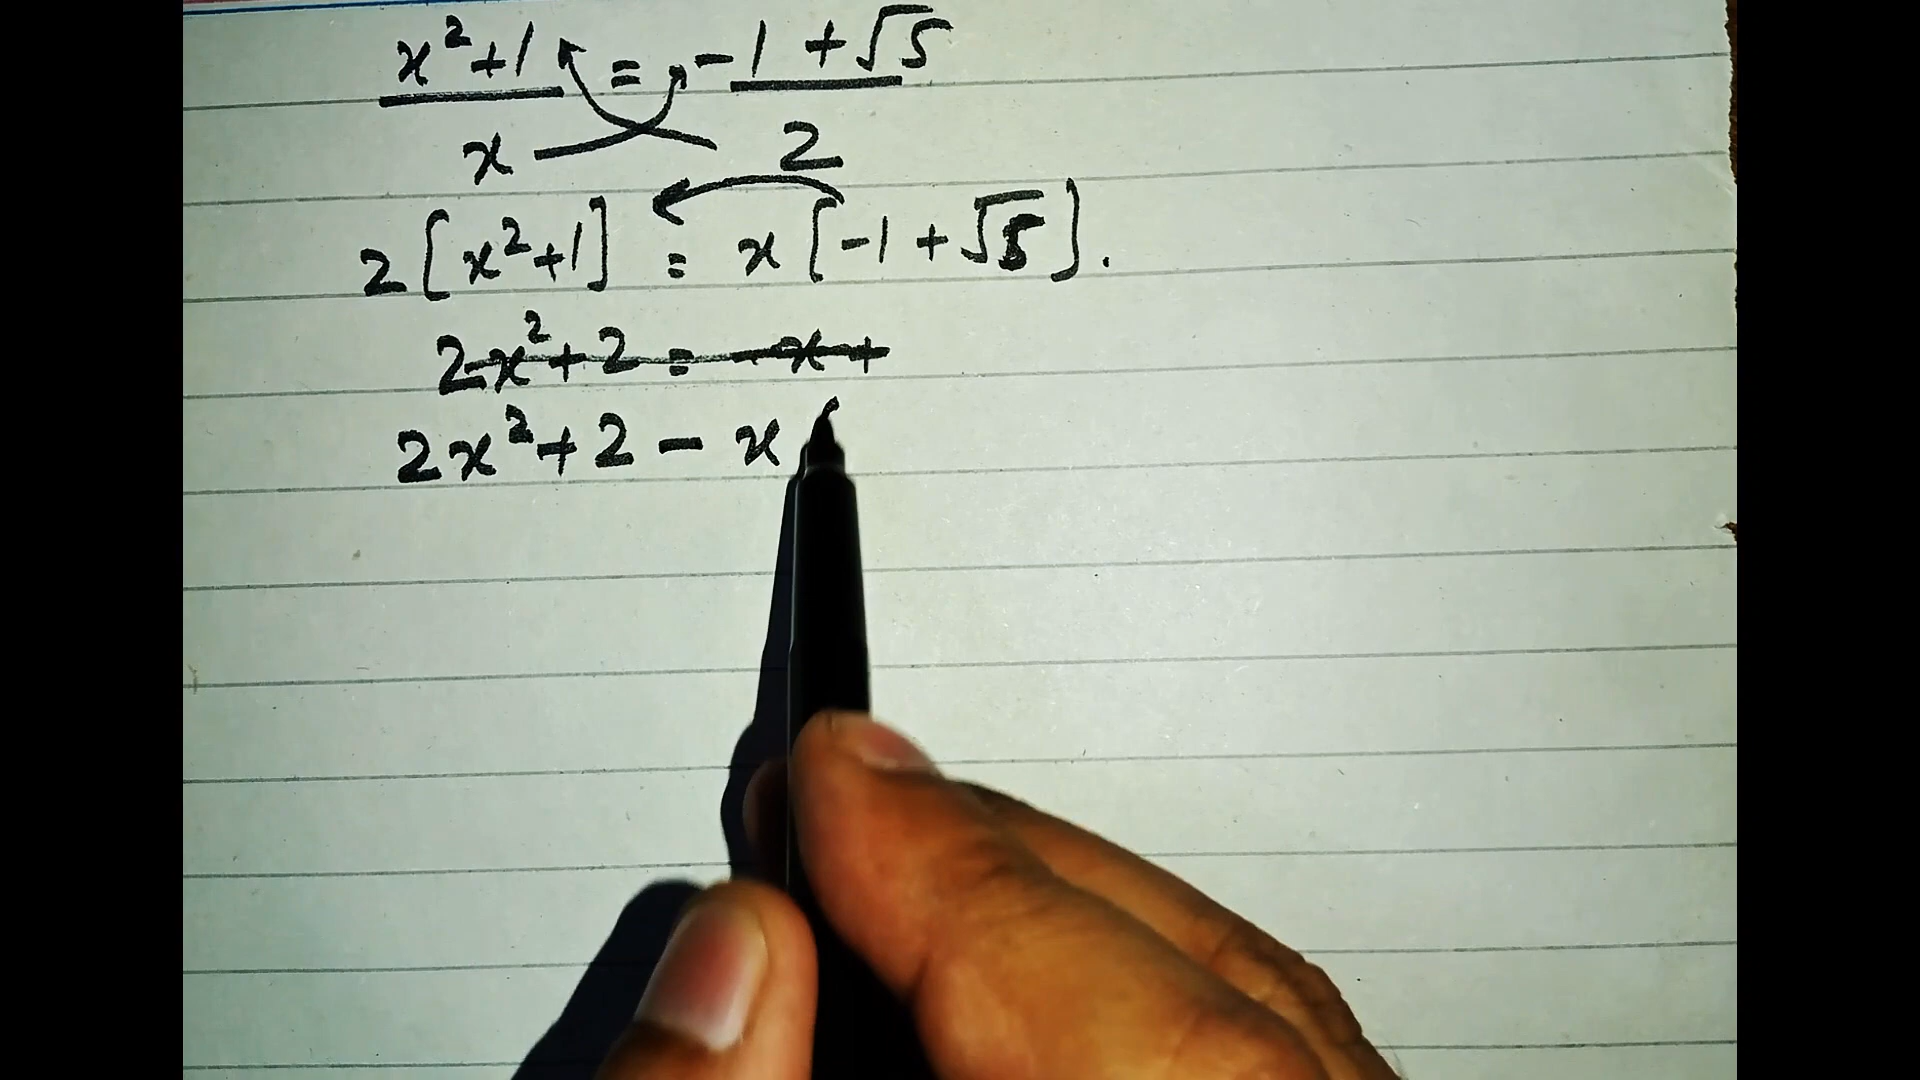 x²+1 = -1+√5
x 2
2[x²+1] = x[-1+√5].
2x²+2 = -x+
2x²+2-x